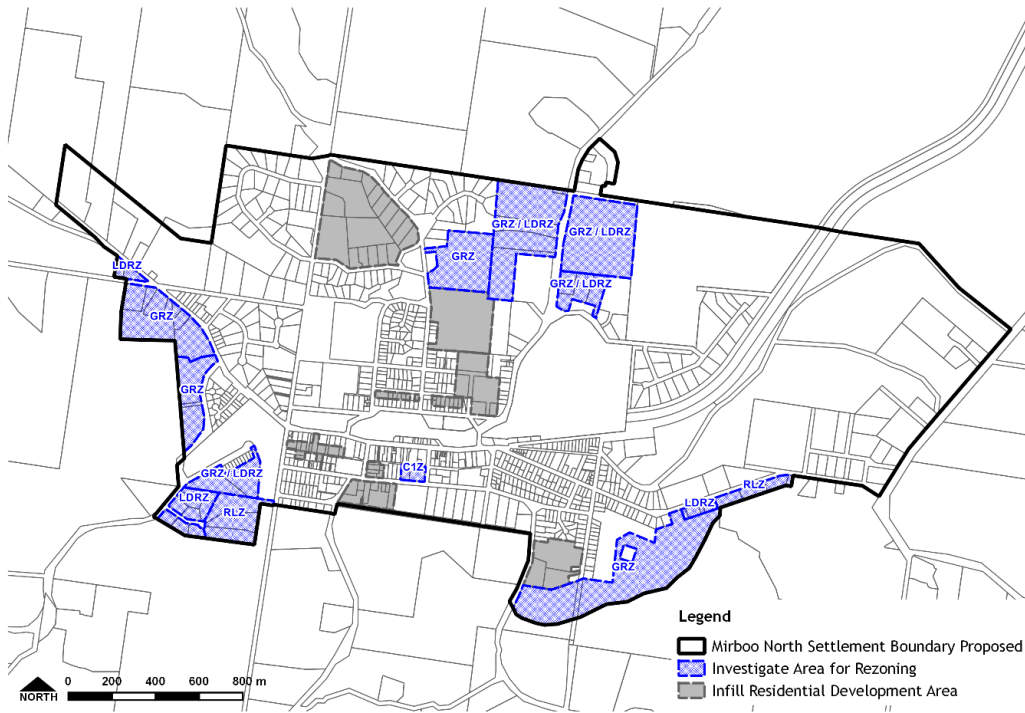 GRZ / LDRZ
GRZ / LDRZ
GRZ
LDRZ
GRZ / LDRZ
GRZ
GRZ
C1Z
GRZ / LDRZ
RLZ
LDRZ
LDRZ
RLZ
GRZ
Legend
Mirboo North Settlement Boundary Proposed
Investigate Area for Rezoning
Infill Residential Development Area
NORTH
0 200 400 600 800 m